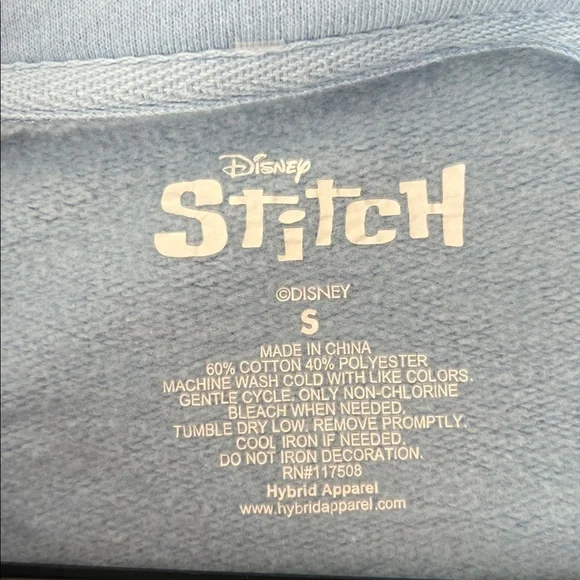 Disney
Stitch
©DISNEY
S
MADE IN CHINA
60% COTTON 40% POLYESTER
MACHINE WASH COLD WITH LIKE COLORS.
GENTLE CYCLE. ONLY NON-CHLORINE
BLEACH WHEN NEEDED.
TUMBLE DRY LOW. REMOVE PROMPTLY.
COOL IRON IF NEEDED.
DO NOT IRON DECORATION.
RN#117508
Hybrid Apparel
www.hybridapparel.com